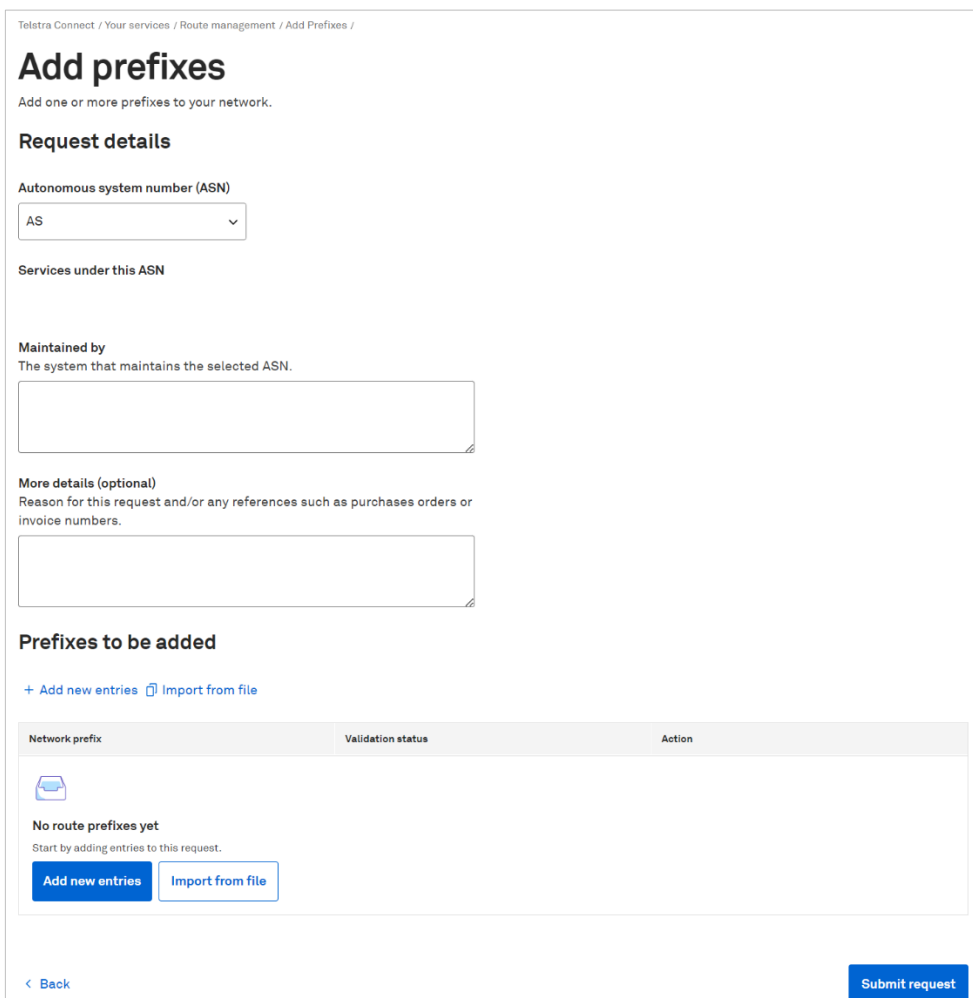 Telstra Connect / Your services / Route management / Add Prefixes /
Add prefixes
Add one or more prefixes to your network.
Request details
Autonomous system number (ASN)
AS
Services under this ASN
Maintained by
The system that maintains the selected ASN.
More details (optional)
Reason for this request and/or any references such as purchases orders or
invoice numbers.
Prefixes to be added
+ Add new entries Import from file
Network prefix Validation status Action
No route prefixes yet
Start by adding entries to this request.
Add new entries Import from file
< Back Submit request